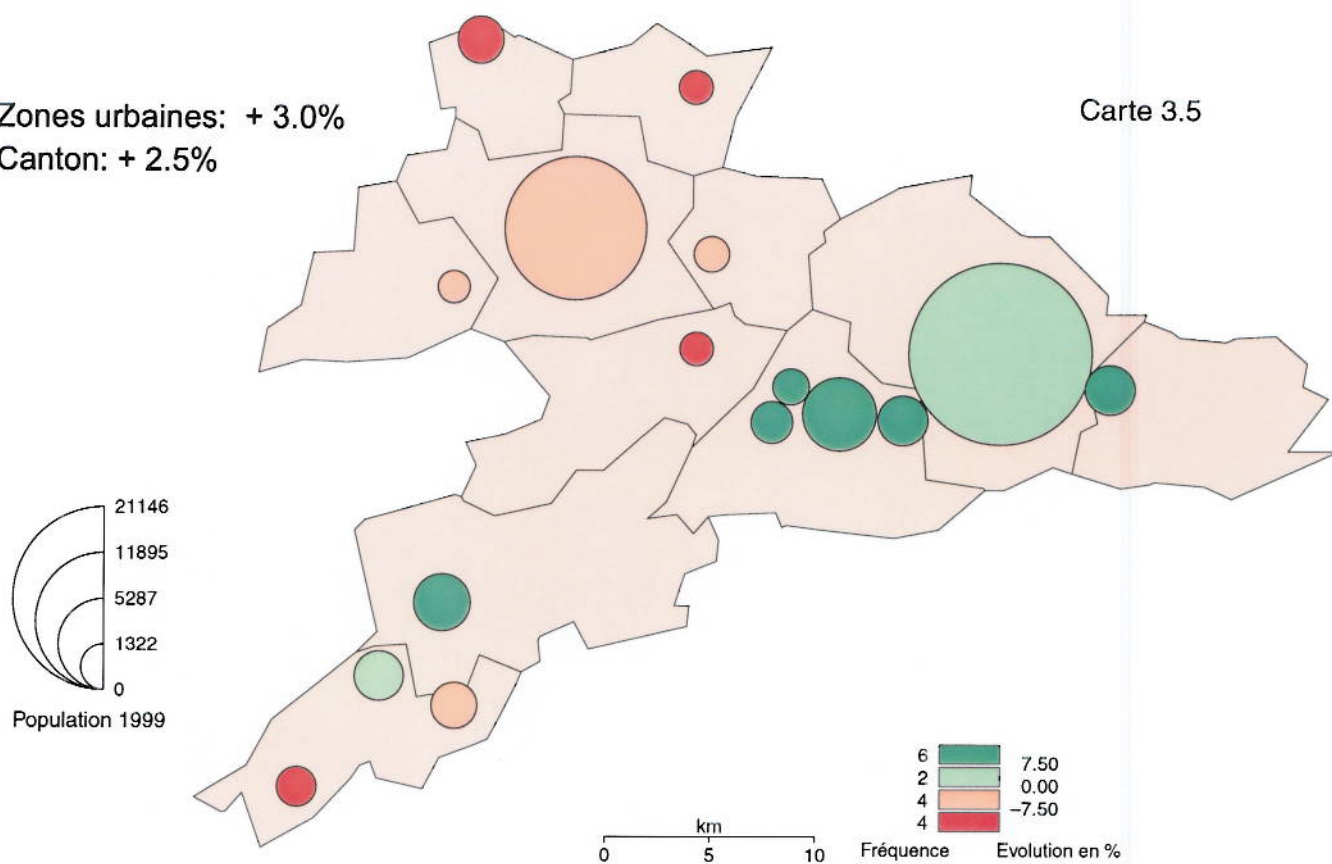 Zones urbaines: + 3.0%
Canton: + 2.5%
Carte 3.5
21146
11895
5287
1322
0
Population 1999
km
0 5 10
6
2
4
4
7.50
0.00
−7.50
Fréquence Evolution en %